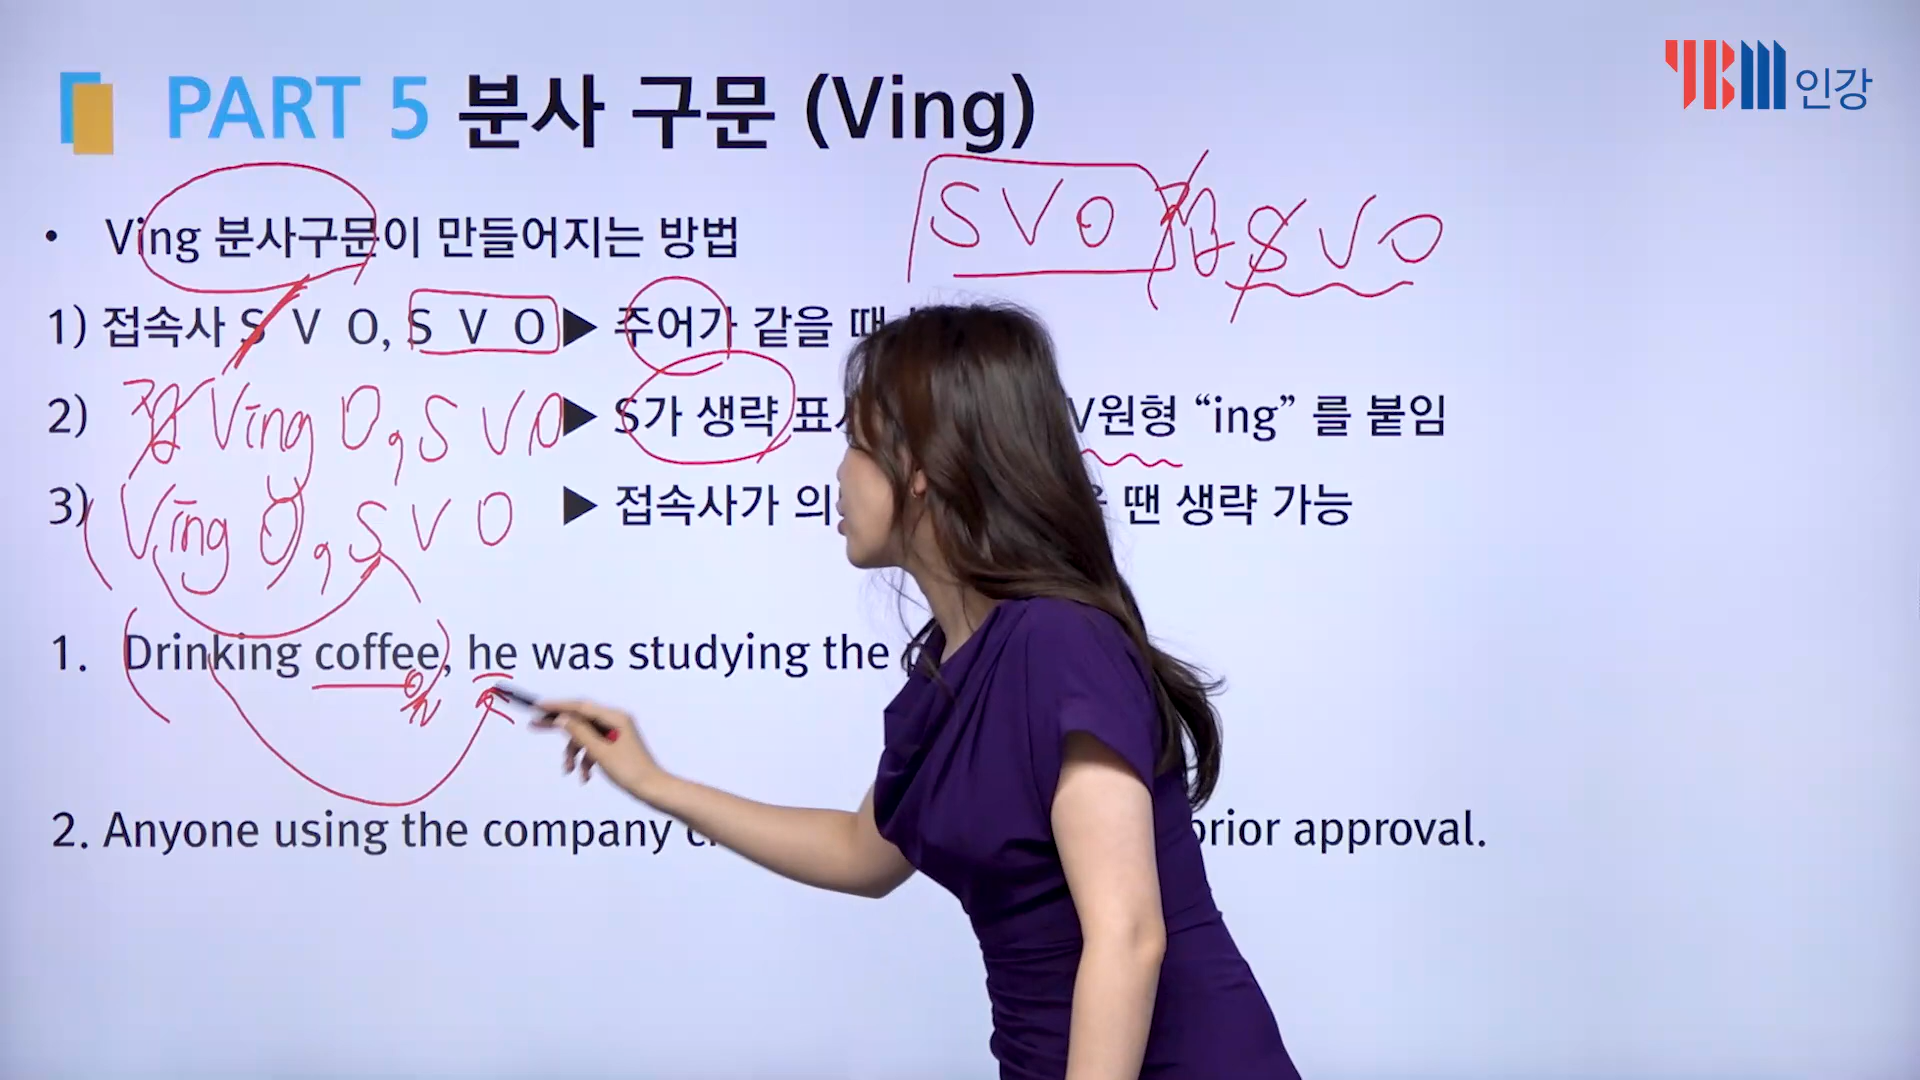 YBM 인강
PART 5 분사 구문 (Ving)
S V O 접 S V O
• Ving 분사구문이 만들어지는 방법
1) 접속사 S V O, S V O ▶ 주어가 같을 땐
2) 접 Ving O, S V O ▶ S가 생략 V원형 “ing” 를 붙임
3) Ving O, S V O ▶ 접속사가 땐 생략 가능
1. Drinking coffee, he was studying the
을
2. Anyone using the company prior approval.